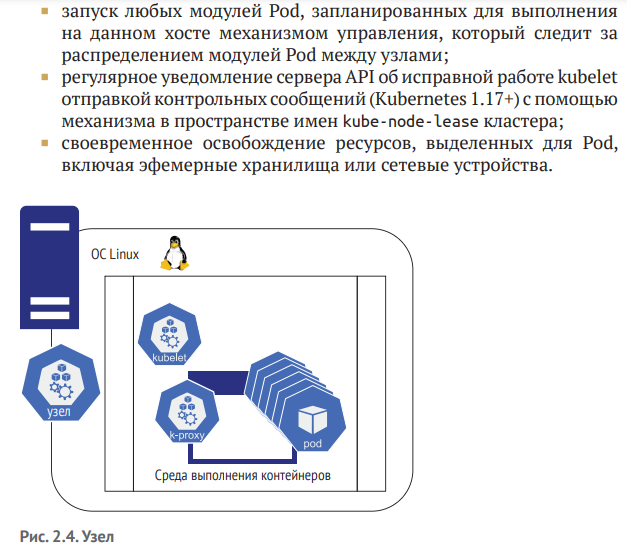 запуск любых модулей Pod, запланированных для выполнения
на данном хосте механизмом управления, который следит за
распределением модулей Pod между узлами;
регулярное уведомление сервера API об исправной работе kubelet
отправкой контрольных сообщений (Kubernetes 1.17+) с помощью
механизма в пространстве имен kube-node-lease кластера;
своевременное освобождение ресурсов, выделенных для Pod,
включая эфемерные хранилища или сетевые устройства.
ОС Linux
kubelet
узел
k-proxy
pod
Среда выполнения контейнеров
Рис. 2.4. Узел